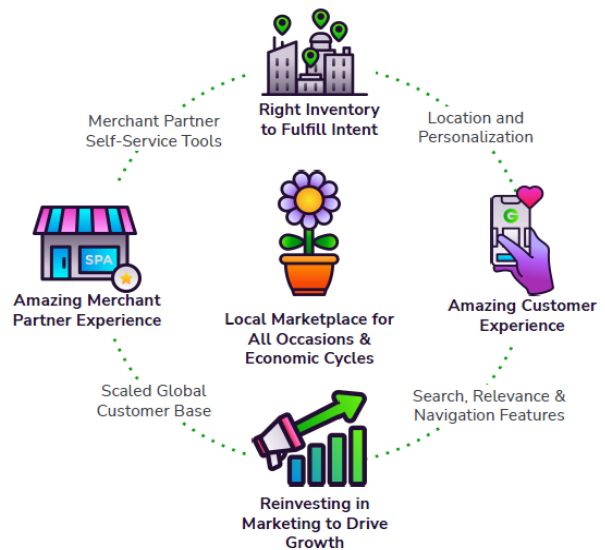 Right Inventory
to Fulfill Intent
Merchant Partner
Self-Service Tools
Location and
Personalization
G
SPA
Amazing Merchant
Partner Experience
Local Marketplace for
All Occasions &
Economic Cycles
Amazing Customer
Experience
Scaled Global
Customer Base
Search, Relevance &
Navigation Features
Reinvesting in
Marketing to Drive
Growth